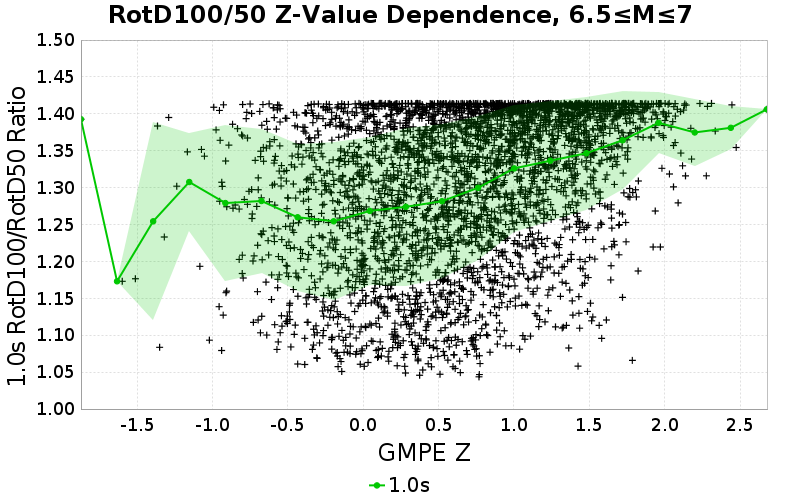 RotD100/50 Z-Value Dependence, 6.5≤M≤7
1.50
1.45
1.40
1.35
1.30
1.25
1.20
1.15
1.10
1.05
1.00
1.0s RotD100/RotD50 Ratio
-1.5 -1.0 -0.5 0.0 0.5 1.0 1.5 2.0 2.5
GMPE Z
1.0s